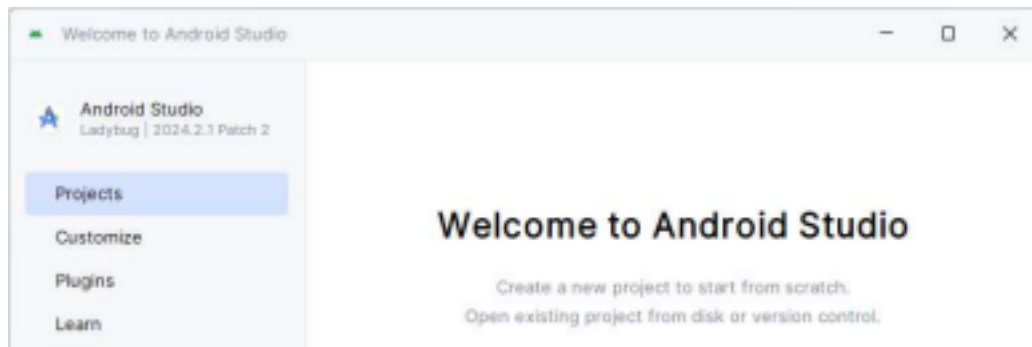 Welcome to Android Studio
Android Studio
Ladybug | 2024.2.1 Patch 2
Projects
Customize
Plugins
Learn
Welcome to Android Studio
Create a new project to start from scratch.
Open existing project from disk or version control.